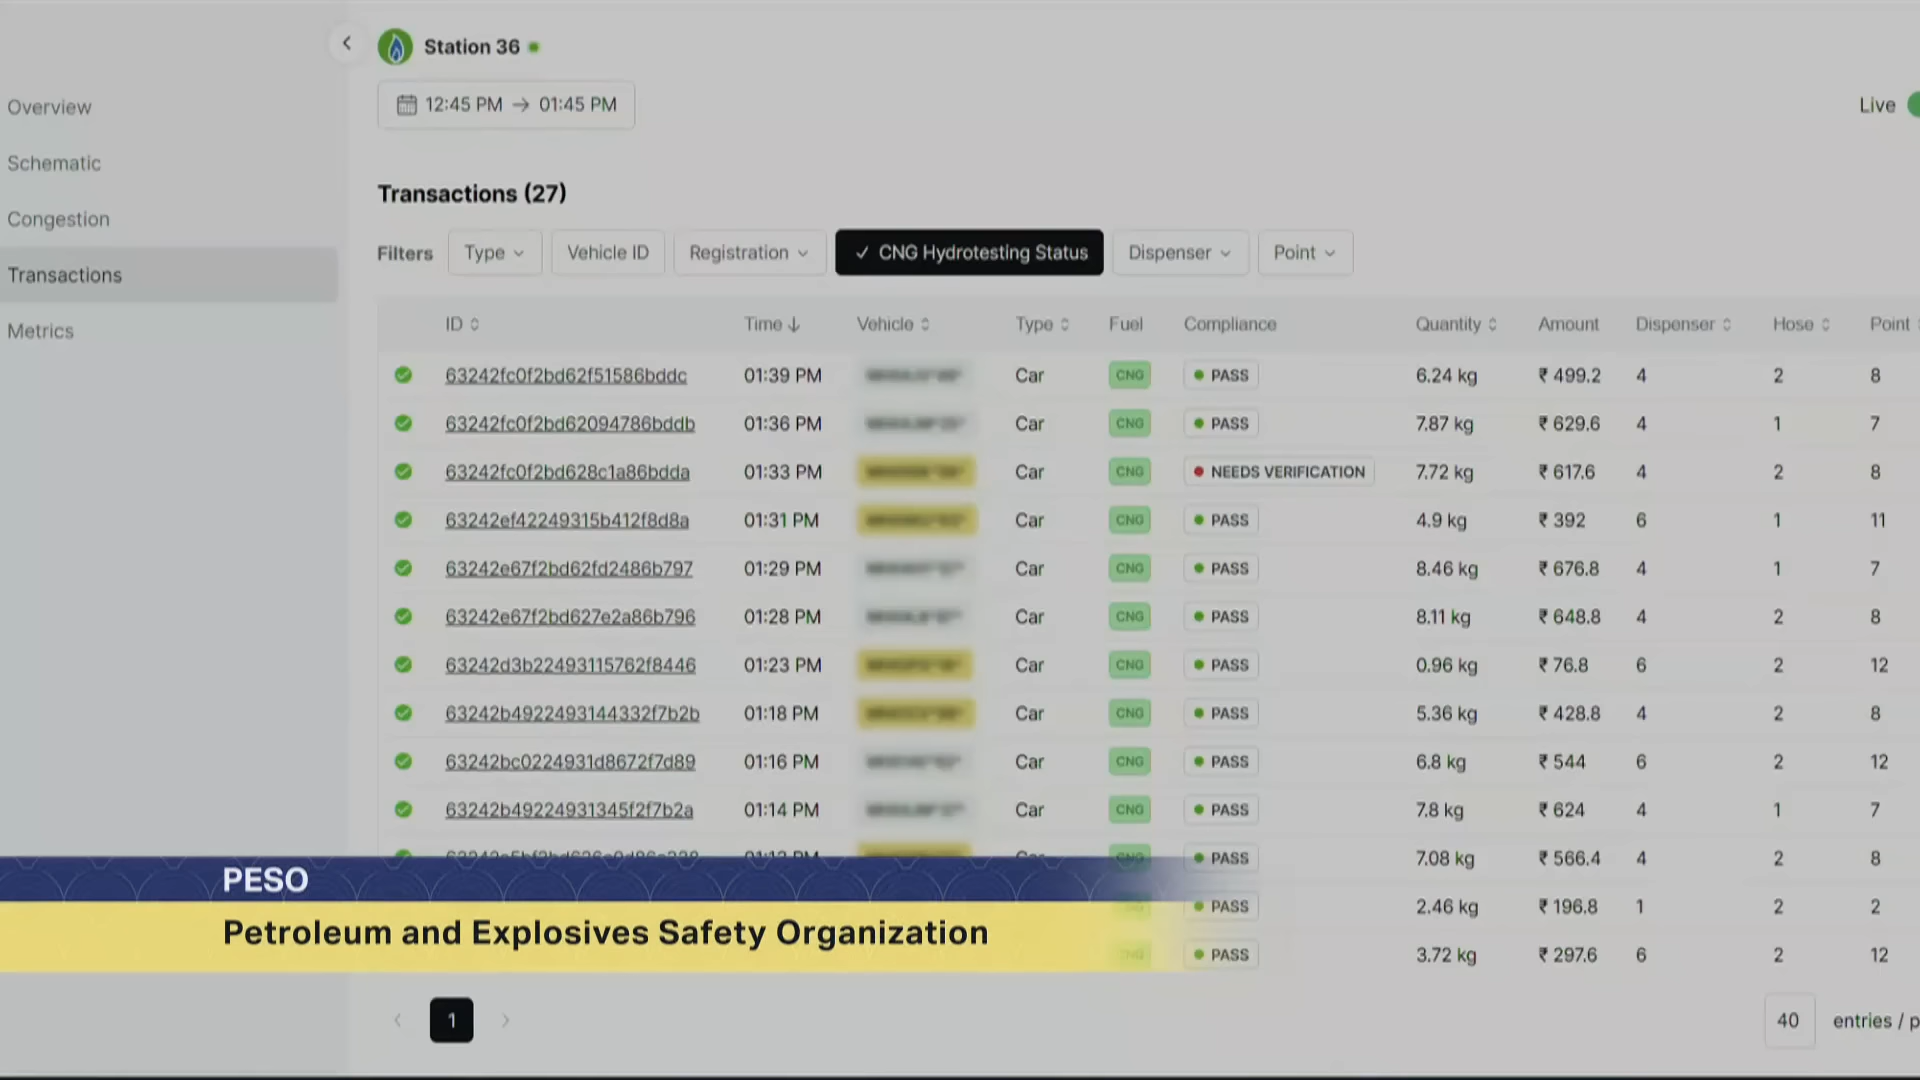 Station 36
12:45 PM → 01:45 PM
Live
Overview
Schematic
Congestion
Transactions
Metrics
Transactions (27)
Filters Type Vehicle ID Registration ✓ CNG Hydrotesting Status Dispenser Point
ID Time ↓ Vehicle Type Fuel Compliance Quantity Amount Dispenser Hose Point
63242fc0f2bd62f51586bddc 01:39 PM Car CNG PASS 6.24 kg ₹ 499.2 4 2 8
63242fc0f2bd62094786bddb 01:36 PM Car CNG PASS 7.87 kg ₹ 629.6 4 1 7
63242fc0f2bd628c1a86bdda 01:33 PM Car CNG NEEDS VERIFICATION 7.72 kg ₹ 617.6 4 2 8
63242ef42249315b412f8d8a 01:31 PM Car CNG PASS 4.9 kg ₹ 392 6 1 11
63242e67f2bd62fd2486b797 01:29 PM Car CNG PASS 8.46 kg ₹ 676.8 4 1 7
63242e67f2bd627e2a86b796 01:28 PM Car CNG PASS 8.11 kg ₹ 648.8 4 2 8
63242d3b22493115762f8446 01:23 PM Car CNG PASS 0.96 kg ₹ 76.8 6 2 12
63242b4922493144332f7b2b 01:18 PM Car CNG PASS 5.36 kg ₹ 428.8 4 2 8
63242bc0224931d8672f7d89 01:16 PM Car CNG PASS 6.8 kg ₹ 544 6 2 12
63242b49224931345f2f7b2a 01:14 PM Car CNG PASS 7.8 kg ₹ 624 4 1 7
PASS 7.08 kg ₹ 566.4 4 2 8
PASS 2.46 kg ₹ 196.8 1 2 2
PASS 3.72 kg ₹ 297.6 6 2 12
PESO
Petroleum and Explosives Safety Organization
1
40 entries / p